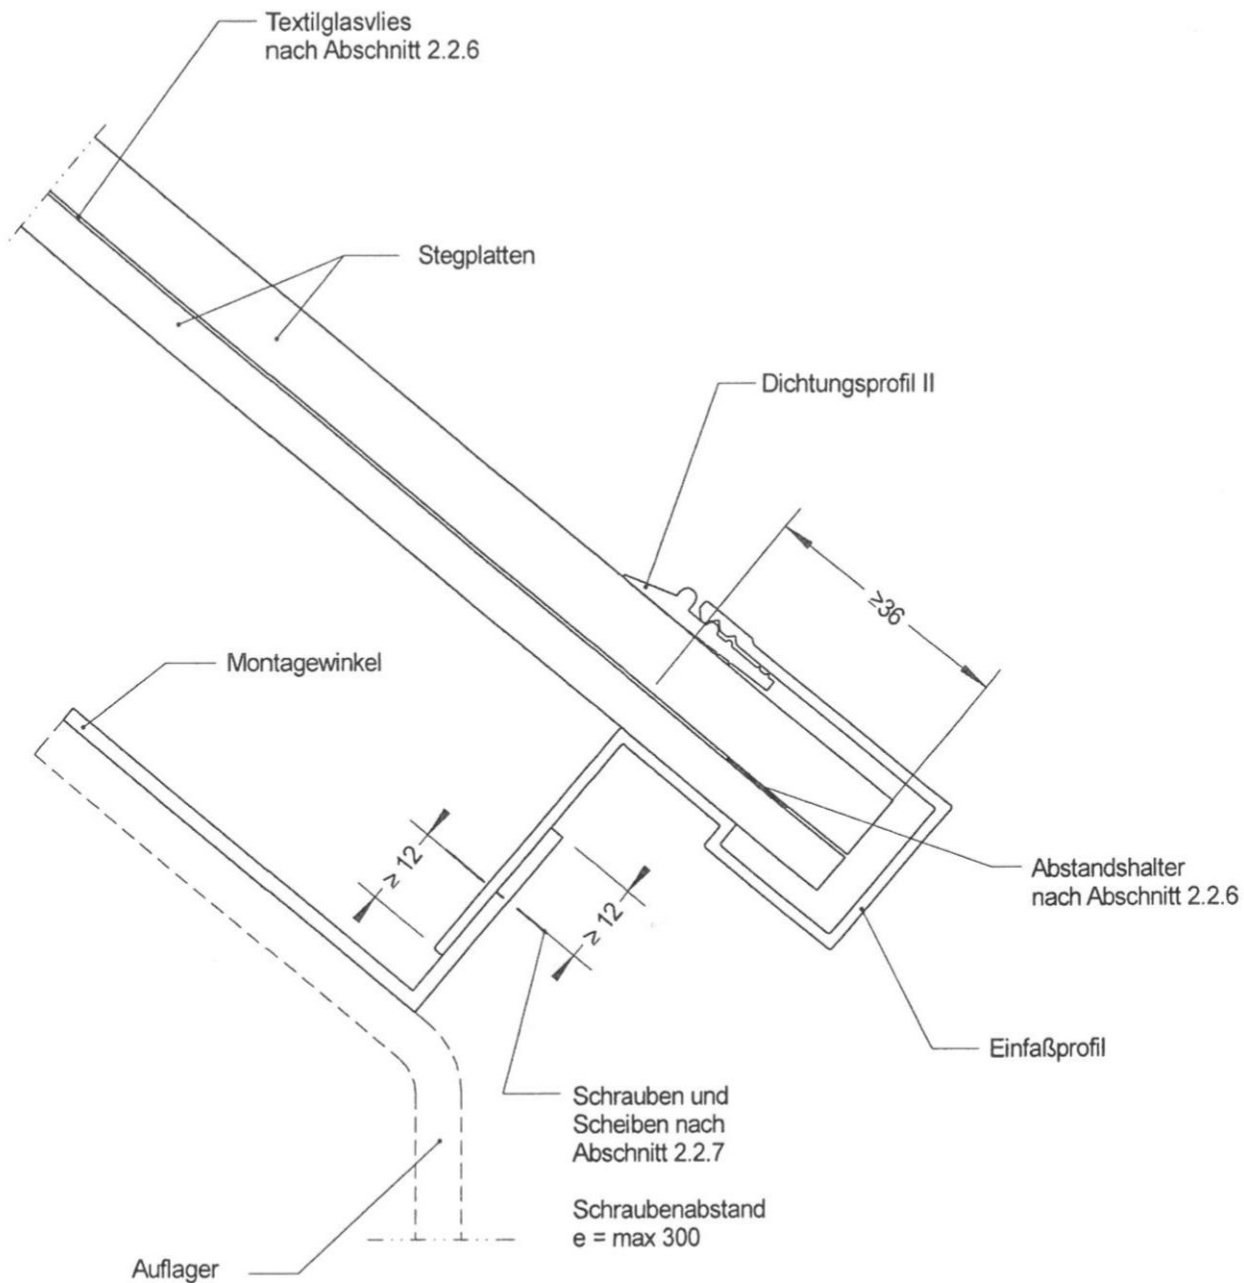 Textilglasvlies
nach Abschnitt 2.2.6
Stegplatten
Dichtungsprofil II
≥36
Montagewinkel
≥ 12
≥ 12
Abstandshalter
nach Abschnitt 2.2.6
Einfaßprofil
Schrauben und
Scheiben nach
Abschnitt 2.2.7
Schraubenabstand
e = max 300
Auflager